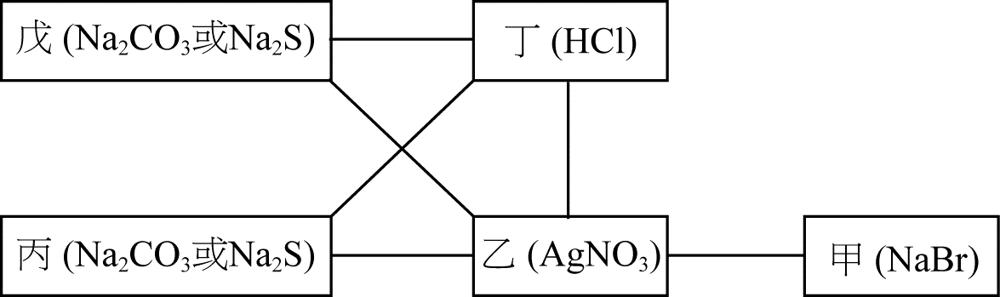 戊 (Na₂CO₃或Na₂S)
丁 (HCl)
丙 (Na₂CO₃或Na₂S)
乙 (AgNO₃)
甲 (NaBr)